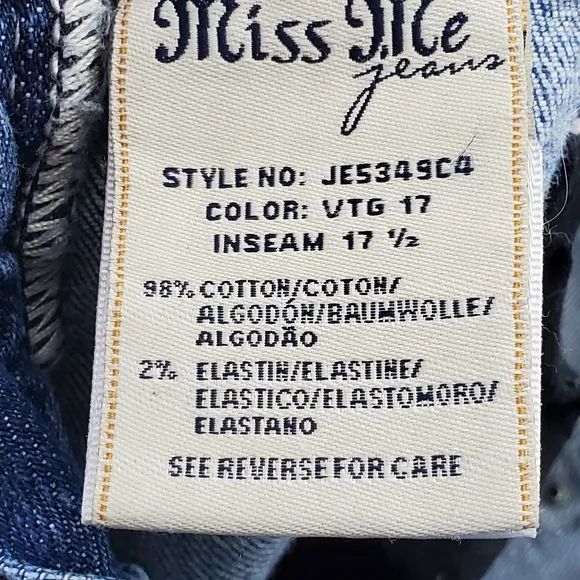 Miss Me
jeans
STYLE NO: JE5349C4
COLOR: VTG 17
INSEAM 17 ½
98% COTTON/COTON/
ALGODÓN/BAUMWOLLE/
ALGODÃO
2% ELASTIN/ELASTINE/
ELASTICO/ELASTOMORO/
ELASTANO
SEE REVERSE FOR CARE